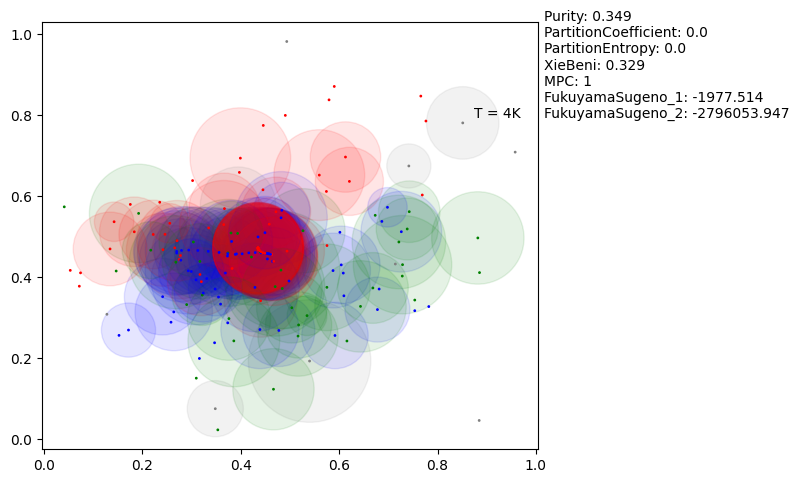 Purity: 0.349
PartitionCoefficient: 0.0
PartitionEntropy: 0.0
XieBeni: 0.329
MPC: 1
FukuyamaSugeno_1: -1977.514
FukuyamaSugeno_2: -2796053.947
T = 4K
1.0
0.8
0.6
0.4
0.2
0.0
0.0 0.2 0.4 0.6 0.8 1.0